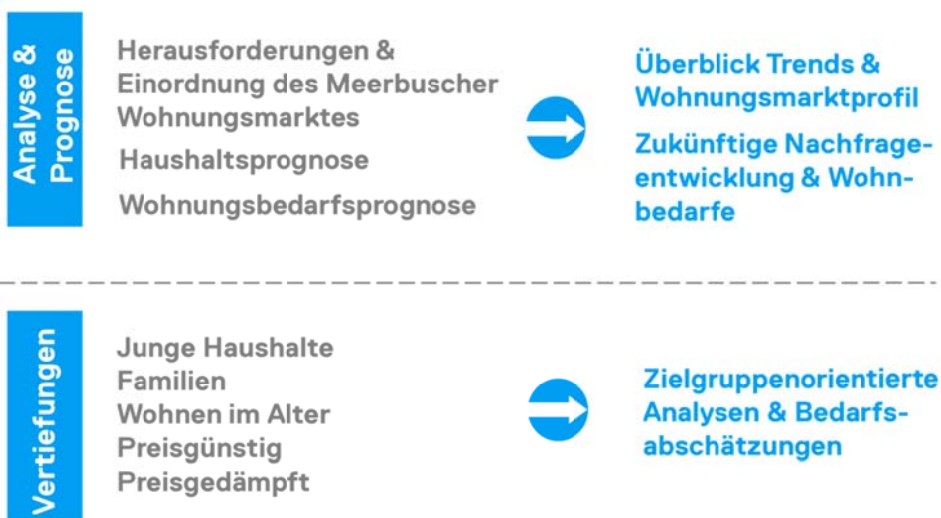 Analyse &
Prognose
Herausforderungen &
Einordnung des Meerbuscher
Wohnungsmarktes
Haushaltsprognose
Wohnungsbedarfsprognose
Überblick Trends &
Wohnungsmarktprofil
Zukünftige Nachfrage-
entwicklung & Wohn-
bedarfe
Vertiefungen
Junge Haushalte
Familien
Wohnen im Alter
Preisgünstig
Preisgedämpft
Zielgruppenorientierte
Analysen & Bedarfs-
abschätzungen